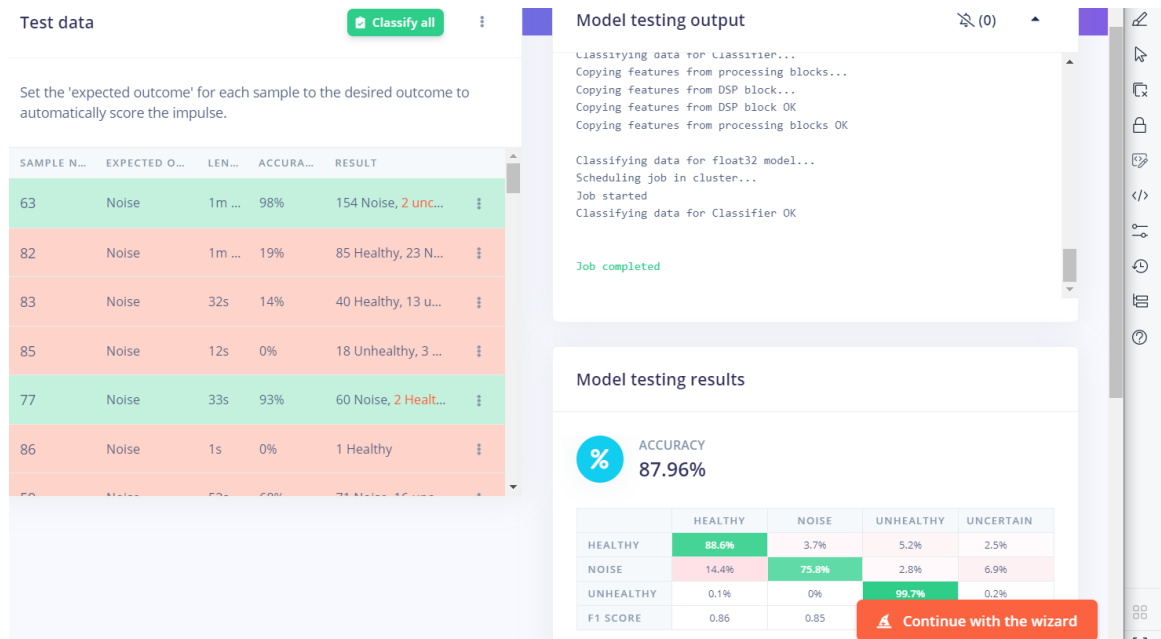 Test data
Classify all
Set the 'expected outcome' for each sample to the desired outcome to
automatically score the impulse.
SAMPLE N... EXPECTED O... LEN... ACCURA... RESULT
63 Noise 1m ... 98% 154 Noise, 2 unc...
82 Noise 1m ... 19% 85 Healthy, 23 N...
83 Noise 32s 14% 40 Healthy, 13 u...
85 Noise 12s 0% 18 Unhealthy, 3 ...
77 Noise 33s 93% 60 Noise, 2 Healt...
86 Noise 1s 0% 1 Healthy
Model testing output
(0)
Classifying data for Classifier...
Copying features from processing blocks...
Copying features from DSP block...
Copying features from DSP block OK
Copying features from processing blocks OK
Classifying data for float32 model...
Scheduling job in cluster...
Job started
Classifying data for Classifier OK
Job completed
Model testing results
%
ACCURACY
87.96%
HEALTHY NOISE UNHEALTHY UNCERTAIN
HEALTHY 88.6% 3.7% 5.2% 2.5%
NOISE 14.4% 75.8% 2.8% 6.9%
UNHEALTHY 0.1% 0% 99.7% 0.2%
F1 SCORE 0.86 0.85
Continue with the wizard